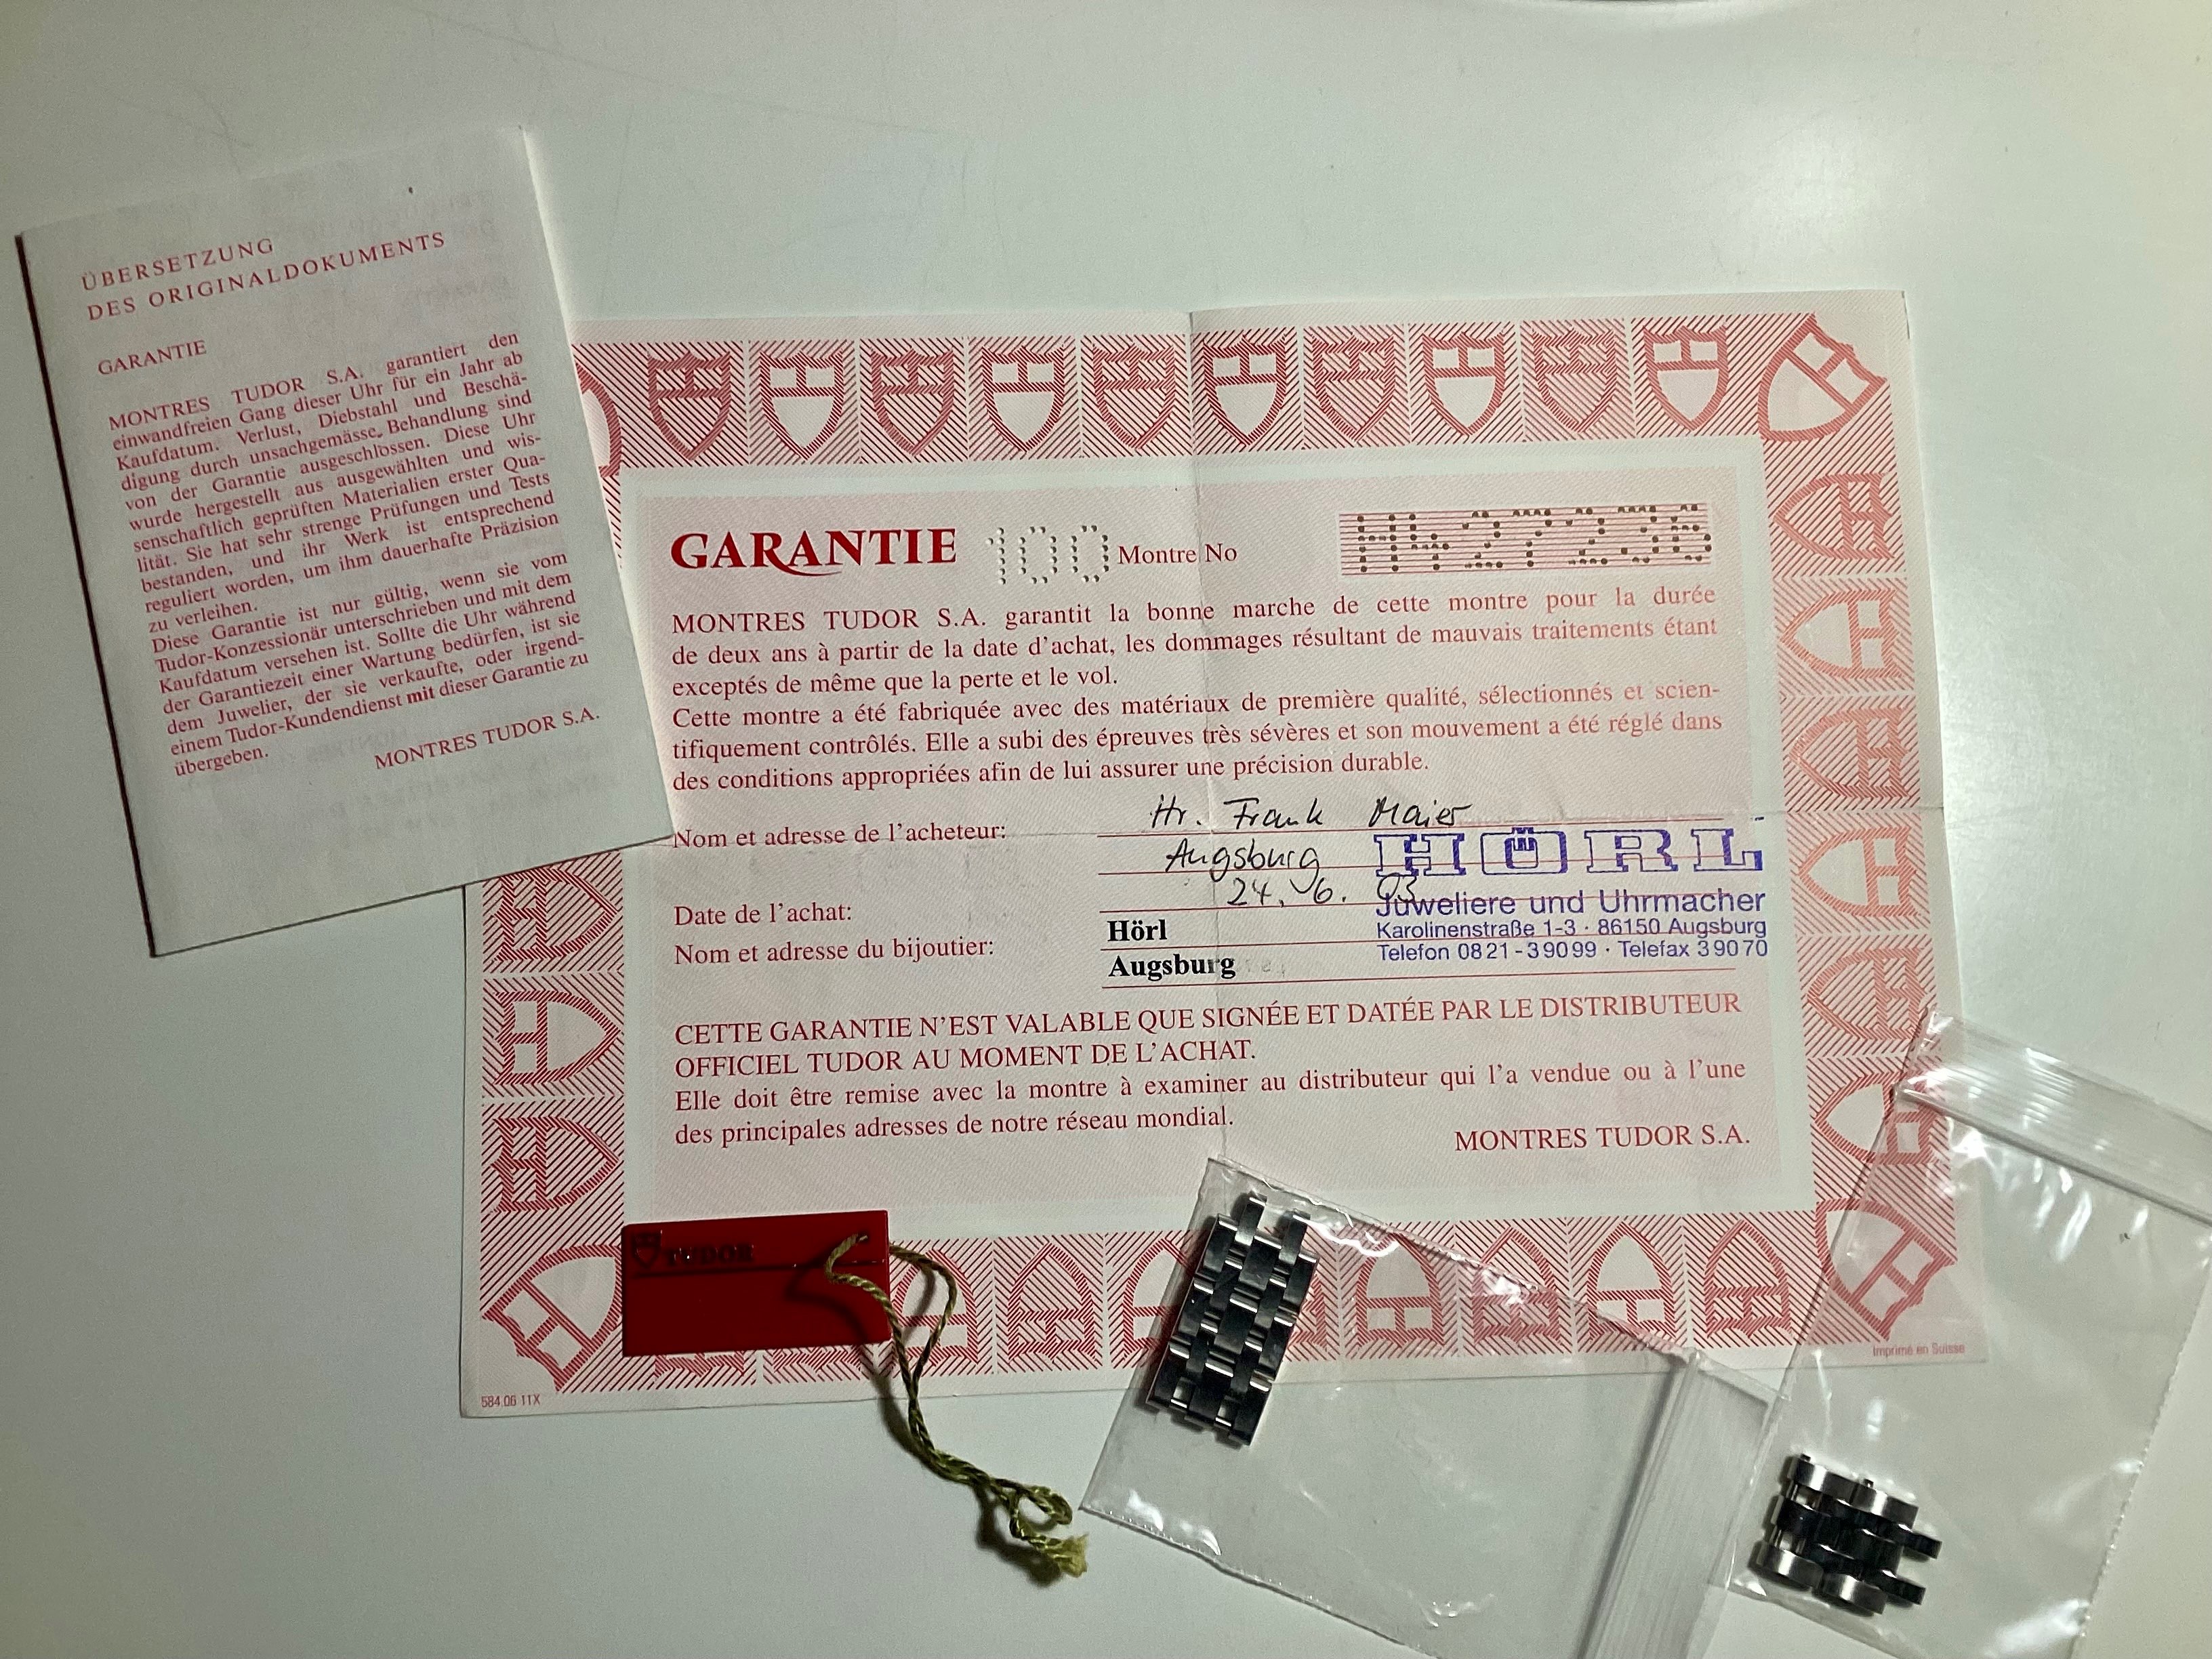 ÜBERSETZUNG
DES ORIGINALDOKUMENTS
GARANTIE
MONTRES TUDOR S.A. garantiert den
einwandfreien Gang dieser Uhr für ein Jahr ab
Kaufdatum. Verlust, Diebstahl und Beschä-
digung durch unsachgemässe Behandlung sind
von der Garantie ausgeschlossen. Diese Uhr
wurde hergestellt aus ausgewählten und wis-
senschaftlich geprüften Materialien erster Qua-
lität. Sie hat sehr strenge Prüfungen und Tests
bestanden, und ihr Werk ist entsprechend
reguliert worden, um ihm dauerhafte Präzision
zu verleihen.
Diese Garantie ist nur gültig, wenn sie vom
Tudor-Konzessionär unterschrieben und mit dem
Kaufdatum versehen ist. Sollte die Uhr während
der Garantiezeit einer Wartung bedürfen, ist sie
dem Juwelier, der sie verkaufte, oder irgend-
einem Tudor-Kundendienst mit dieser Garantie zu
übergeben.
MONTRES TUDOR S.A.
GARANTIE 100 Montre No
MONTRES TUDOR S.A. garantit la bonne marche de cette montre pour la durée
de deux ans à partir de la date d'achat, les dommages résultant de mauvais traitements étant
exceptés de même que la perte et le vol.
Cette montre a été fabriquée avec des matériaux de première qualité, sélectionnés et scien-
tifiquement contrôlés. Elle a subi des épreuves très sévères et son mouvement a été réglé dans
des conditions appropriées afin de lui assurer une précision durable.
Nom et adresse de l'acheteur: Hr. Frank Maier
Augsburg
Date de l'achat: 24. 6. 03
Nom et adresse du bijoutier: Hörl
Augsburg
HÖRL
Juweliere und Uhrmacher
Karolinenstraße 1-3 · 86150 Augsburg
Telefon 0821-39099 · Telefax 39070
CETTE GARANTIE N'EST VALABLE QUE SIGNÉE ET DATÉE PAR LE DISTRIBUTEUR
OFFICIEL TUDOR AU MOMENT DE L'ACHAT.
Elle doit être remise avec la montre à examiner au distributeur qui l'a vendue ou à l'une
des principales adresses de notre réseau mondial.
MONTRES TUDOR S.A.
TUDOR
Imprimé en Suisse
584.06 11X